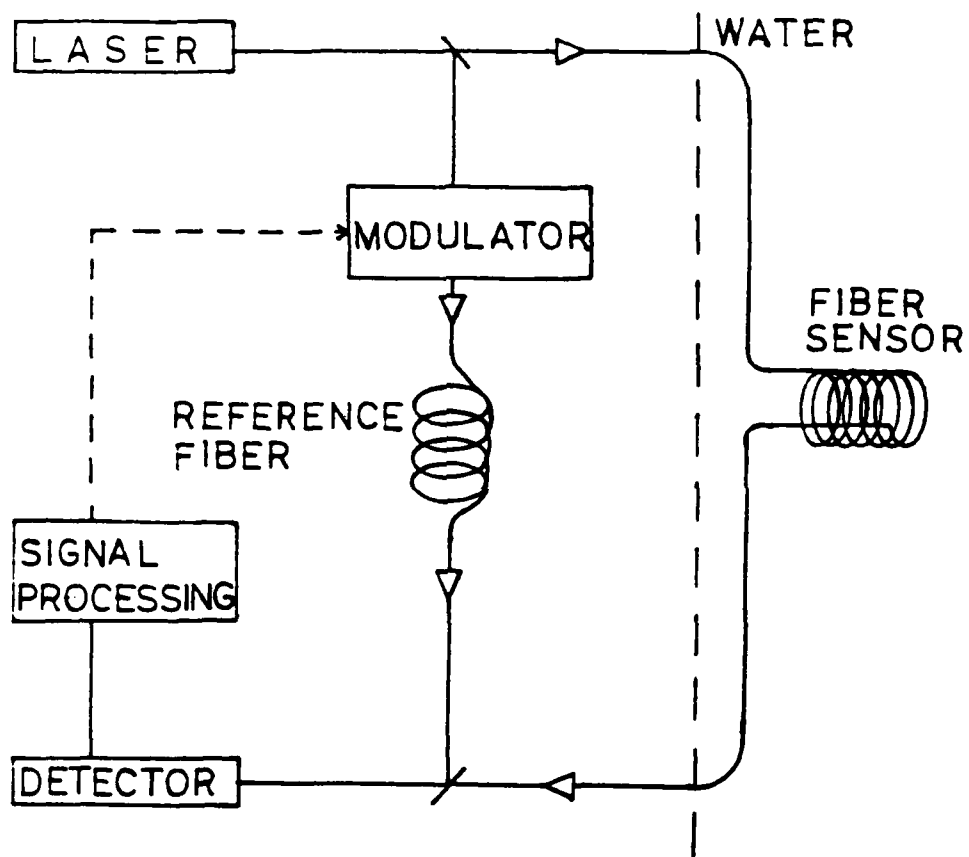 LASER
WATER
MODULATOR
FIBER
SENSOR
REFERENCE
FIBER
SIGNAL
PROCESSING
DETECTOR